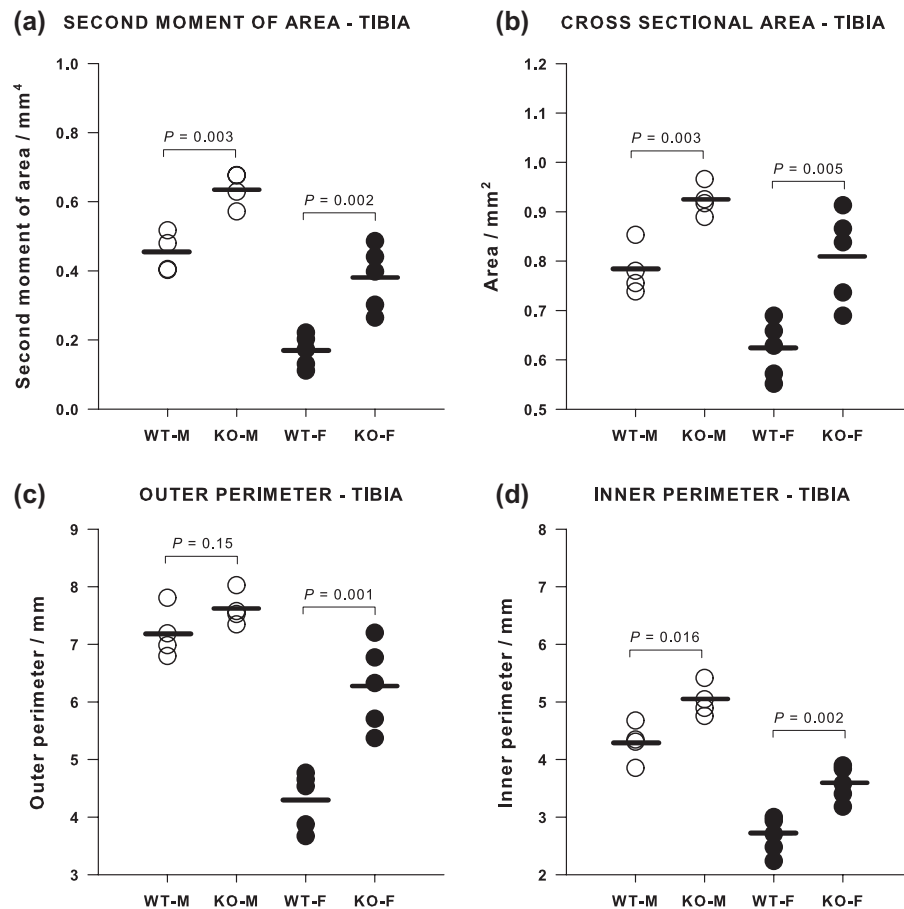 (a) SECOND MOMENT OF AREA - TIBIA
Second moment of area / mm⁴
1.0
0.8
0.6
0.4
0.2
0.0
P = 0.003
P = 0.002
WT-M KO-M WT-F KO-F
(b) CROSS SECTIONAL AREA - TIBIA
Area / mm²
1.2
1.1
1.0
0.9
0.8
0.7
0.6
0.5
P = 0.003
P = 0.005
WT-M KO-M WT-F KO-F
(c) OUTER PERIMETER - TIBIA
Outer perimeter / mm
9
8
7
6
5
4
3
P = 0.15
P = 0.001
WT-M KO-M WT-F KO-F
(d) INNER PERIMETER - TIBIA
Inner perimeter / mm
8
7
6
5
4
3
2
P = 0.016
P = 0.002
WT-M KO-M WT-F KO-F